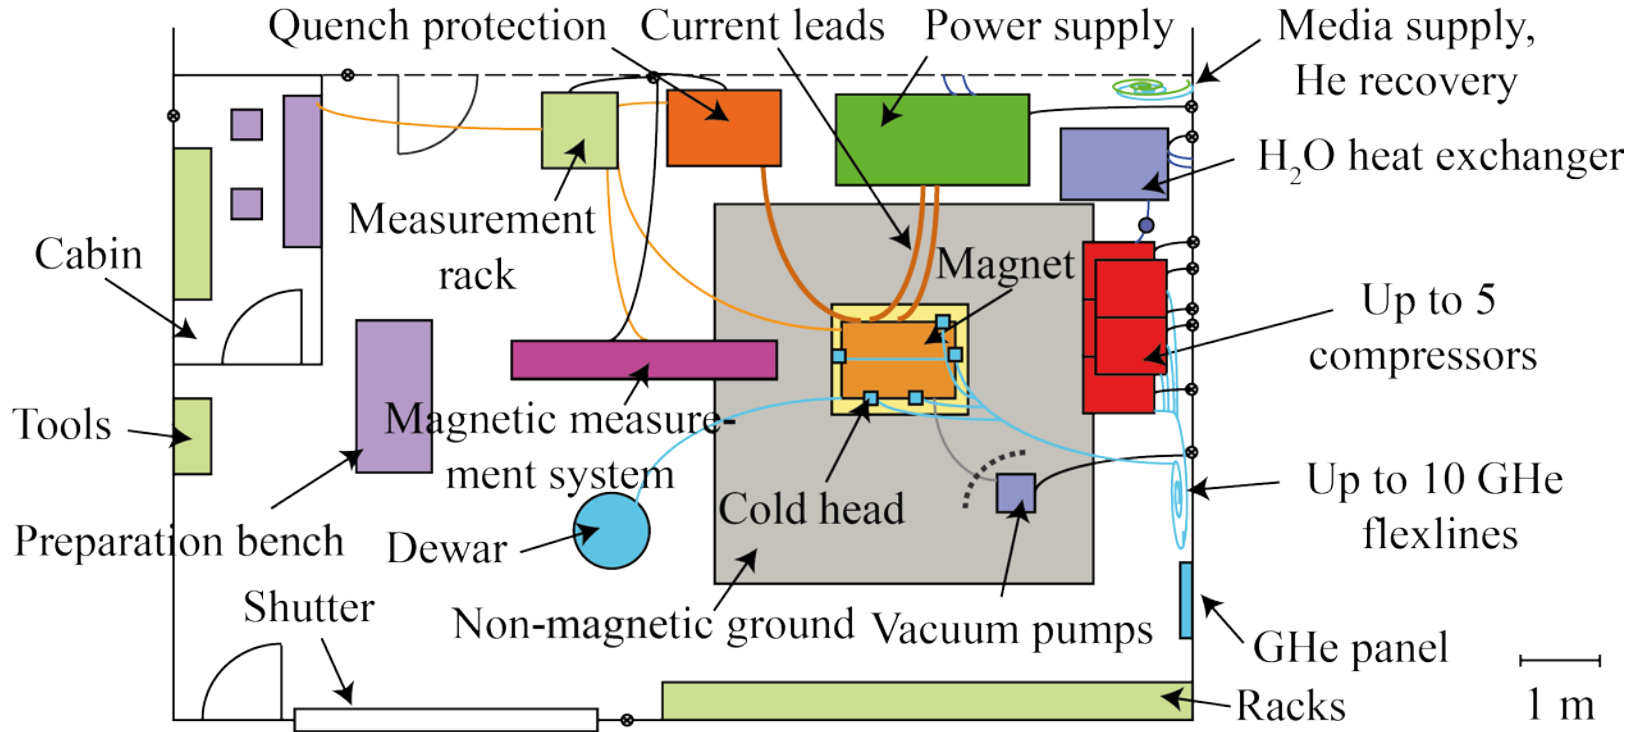 Quench protection
Current leads
Power supply
Media supply,
He recovery
H₂O heat exchanger
Measurement
rack
Cabin
Magnet
Up to 5
compressors
Tools
Magnetic measure-
ment system
Cold head
Up to 10 GHe
flexlines
Preparation bench
Dewar
Shutter
Non-magnetic ground
Vacuum pumps
GHe panel
Racks
1 m